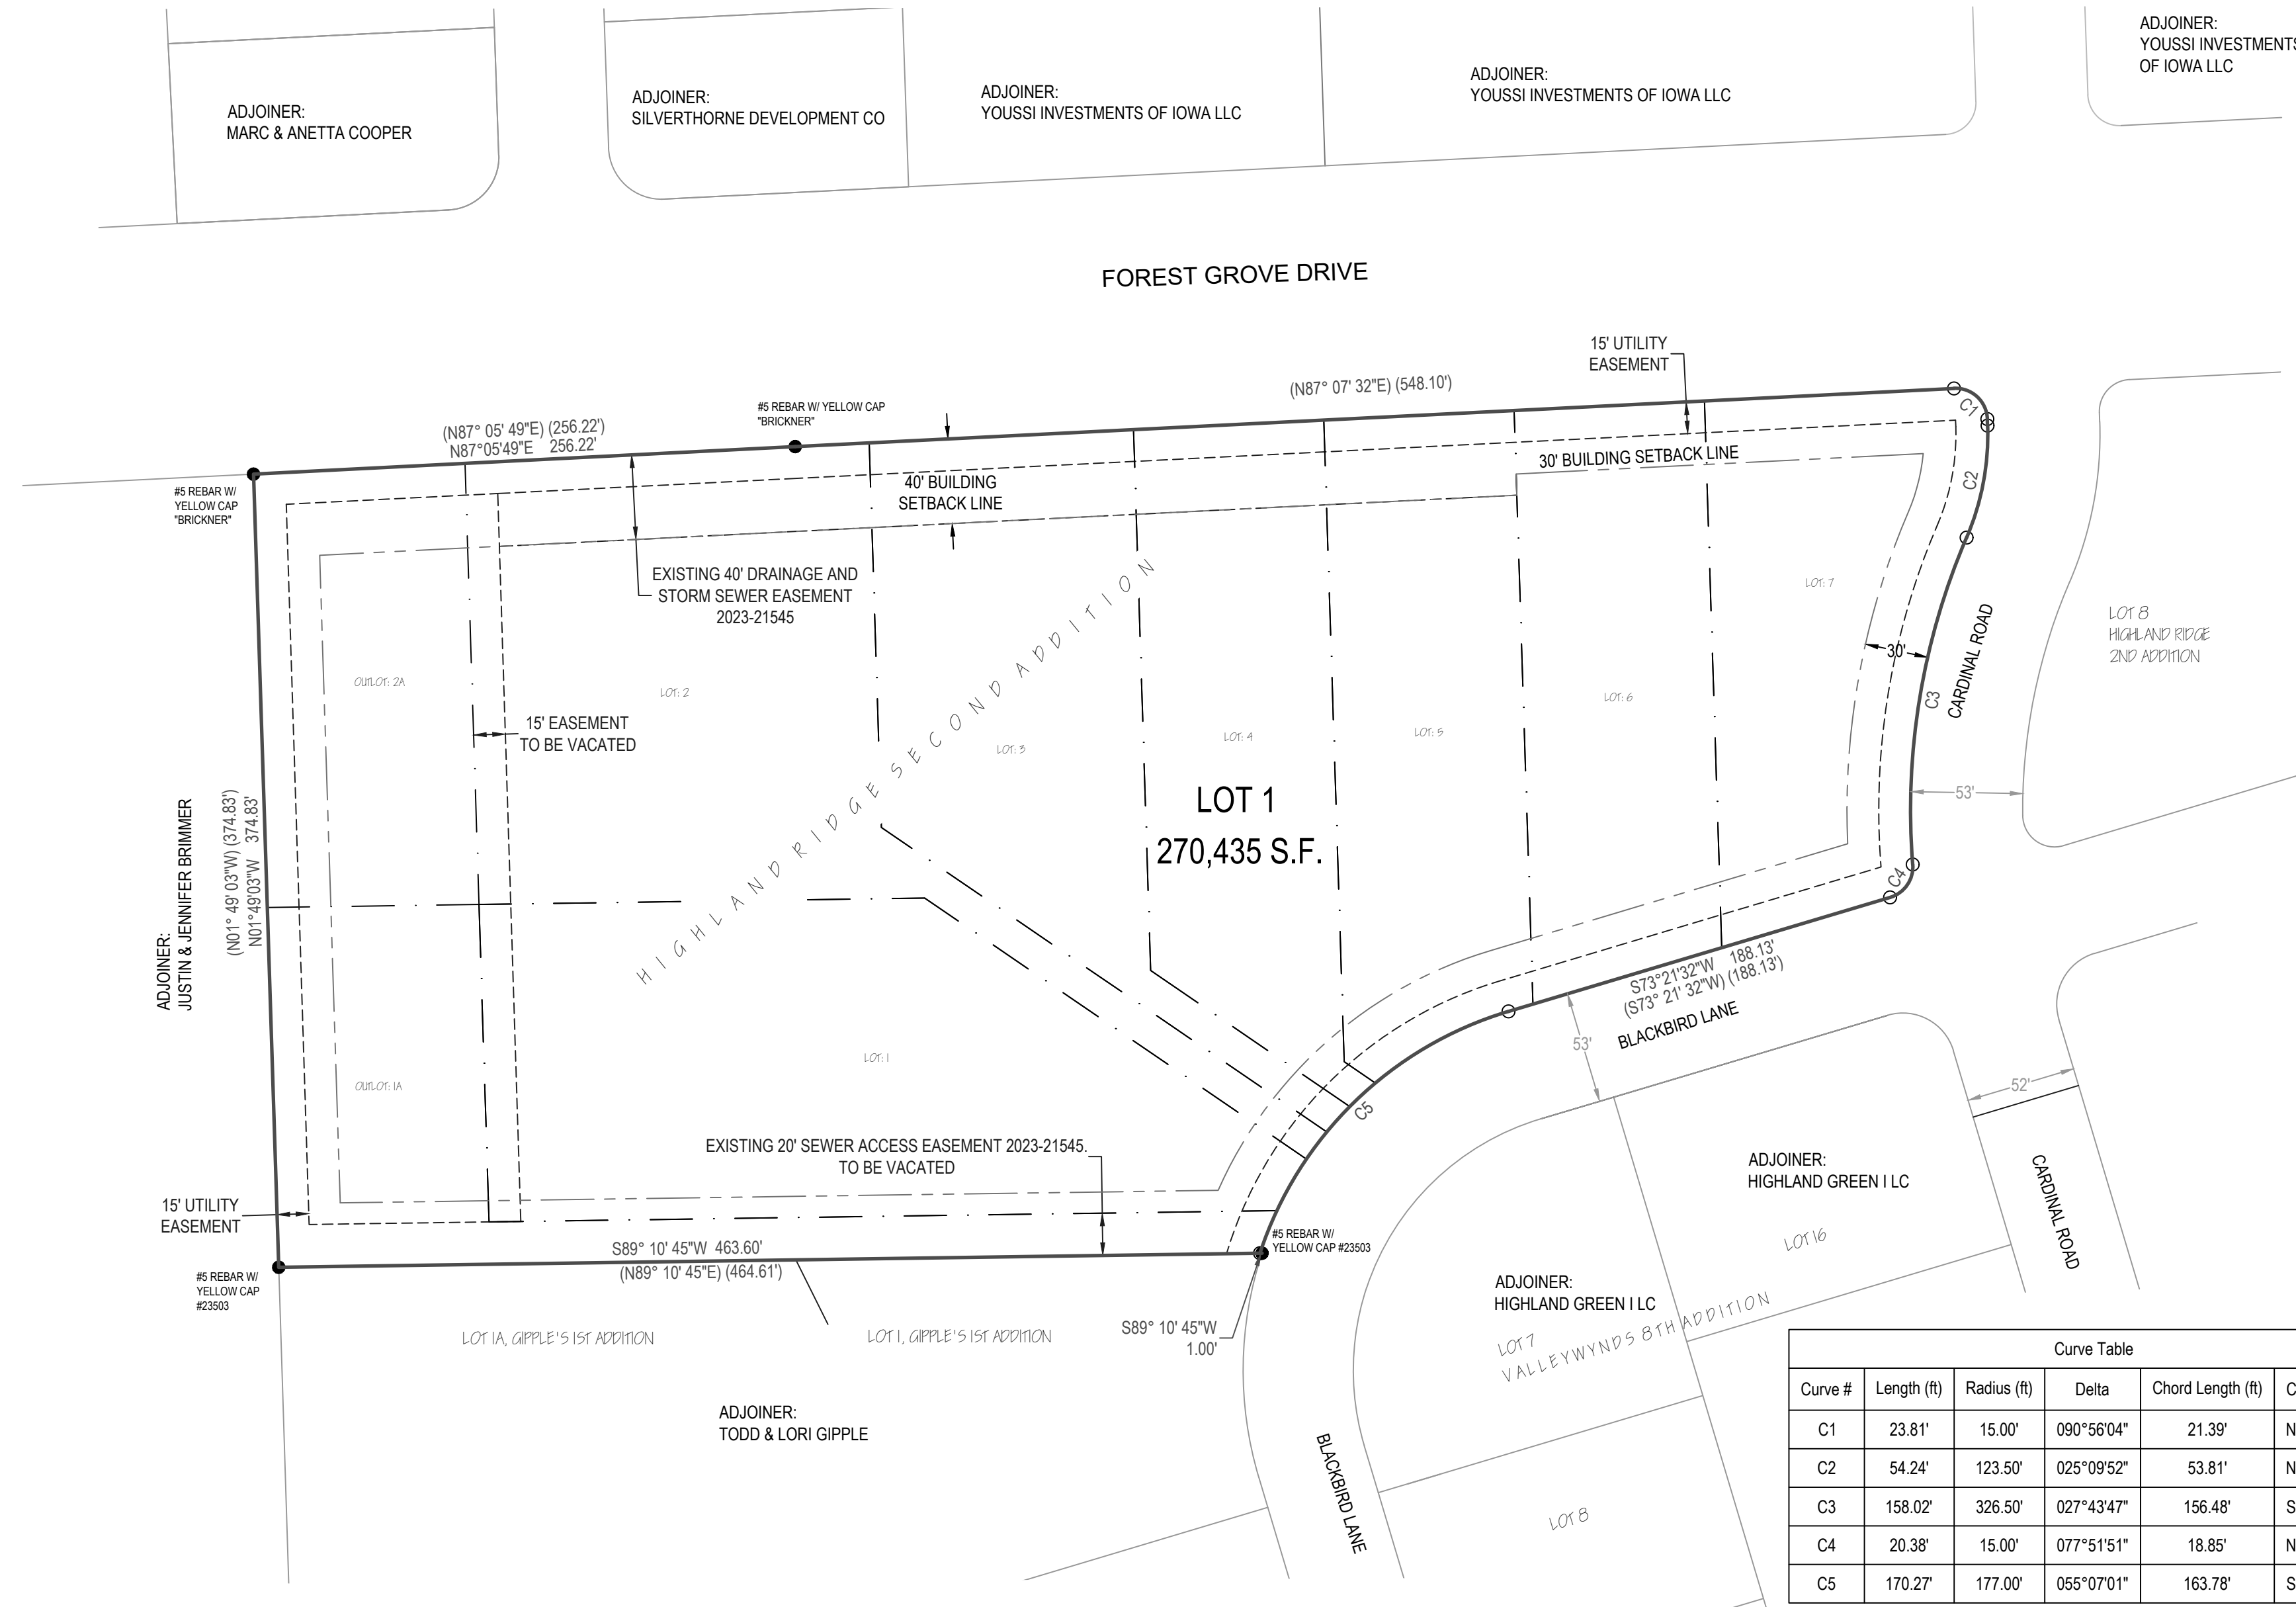 ADJOINER:
MARC & ANETTA COOPER
ADJOINER:
SILVERTHORNE DEVELOPMENT CO
ADJOINER:
YOUSSI INVESTMENTS OF IOWA LLC
ADJOINER:
YOUSSI INVESTMENTS OF IOWA LLC
ADJOINER:
YOUSSI INVESTMENTS
OF IOWA LLC
FOREST GROVE DRIVE
15' UTILITY
EASEMENT
(N87° 07' 32"E) (548.10')
#5 REBAR W/ YELLOW CAP
"BRICKNER"
(N87° 05' 49"E) (256.22')
N87°05'49"E 256.22'
C1
30' BUILDING SETBACK LINE
C2
40' BUILDING
SETBACK LINE
#5 REBAR W/
YELLOW CAP
"BRICKNER"
EXISTING 40' DRAINAGE AND
STORM SEWER EASEMENT
2023-21545
HIGHLAND RIDGE SECOND ADDITION
LOT: 7
LOT 8
HIGHLAND RIDGE
2ND ADDITION
30'
CARDINAL ROAD
C3
OUTLOT: 2A
LOT: 2
LOT: 3
LOT: 4
LOT: 5
LOT: 6
15' EASEMENT
TO BE VACATED
53'
LOT 1
270,435 S.F.
ADJOINER:
JUSTIN & JENNIFER BRIMMER
(N01° 49' 03"W) (374.83')
N01°49'03"W 374.83'
C4
S73°21'32"W 188.13'
(S73° 21' 32"W) (188.13')
BLACKBIRD LANE
53'
LOT: 1
OUTLOT: 1A
C5
52'
EXISTING 20' SEWER ACCESS EASEMENT 2023-21545.
TO BE VACATED
ADJOINER:
HIGHLAND GREEN I LC
LOT 16
CARDINAL ROAD
15' UTILITY
EASEMENT
S89° 10' 45"W 463.60'
(N89° 10' 45"E) (464.61')
#5 REBAR W/
YELLOW CAP #23503
#5 REBAR W/
YELLOW CAP
#23503
ADJOINER:
HIGHLAND GREEN I LC
LOT 7
VALLEYWYNDS 8TH ADDITION
LOT 1A, GIPPLE'S 1ST ADDITION
LOT 1, GIPPLE'S 1ST ADDITION
S89° 10' 45"W
1.00'
ADJOINER:
TODD & LORI GIPPLE
BLACKBIRD LANE
LOT 8
Curve Table
Curve # Length (ft) Radius (ft) Delta Chord Length (ft) C
C1 23.81' 15.00' 090°56'04" 21.39' N
C2 54.24' 123.50' 025°09'52" 53.81' N
C3 158.02' 326.50' 027°43'47" 156.48' S
C4 20.38' 15.00' 077°51'51" 18.85' N
C5 170.27' 177.00' 055°07'01" 163.78' S